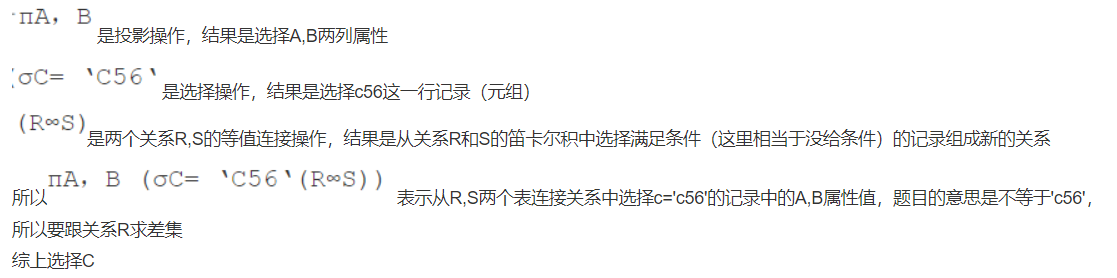 πA, B 是投影操作，结果是选择A,B两列属性
(σC= ‘C56‘ 是选择操作，结果是选择c56这一行记录（元组）
(R∞S)是两个关系R,S的等值连接操作，结果是从关系R和S的笛卡尔积中选择满足条件（这里相当于没给条件）的记录组成新的关系
所以πA, B (σC= ‘C56‘(R∞S)) 表示从R,S两个表连接关系中选择c='c56'的记录中的A,B属性值，题目的意思是不等于'c56',
所以要跟关系R求差集
综上选择C